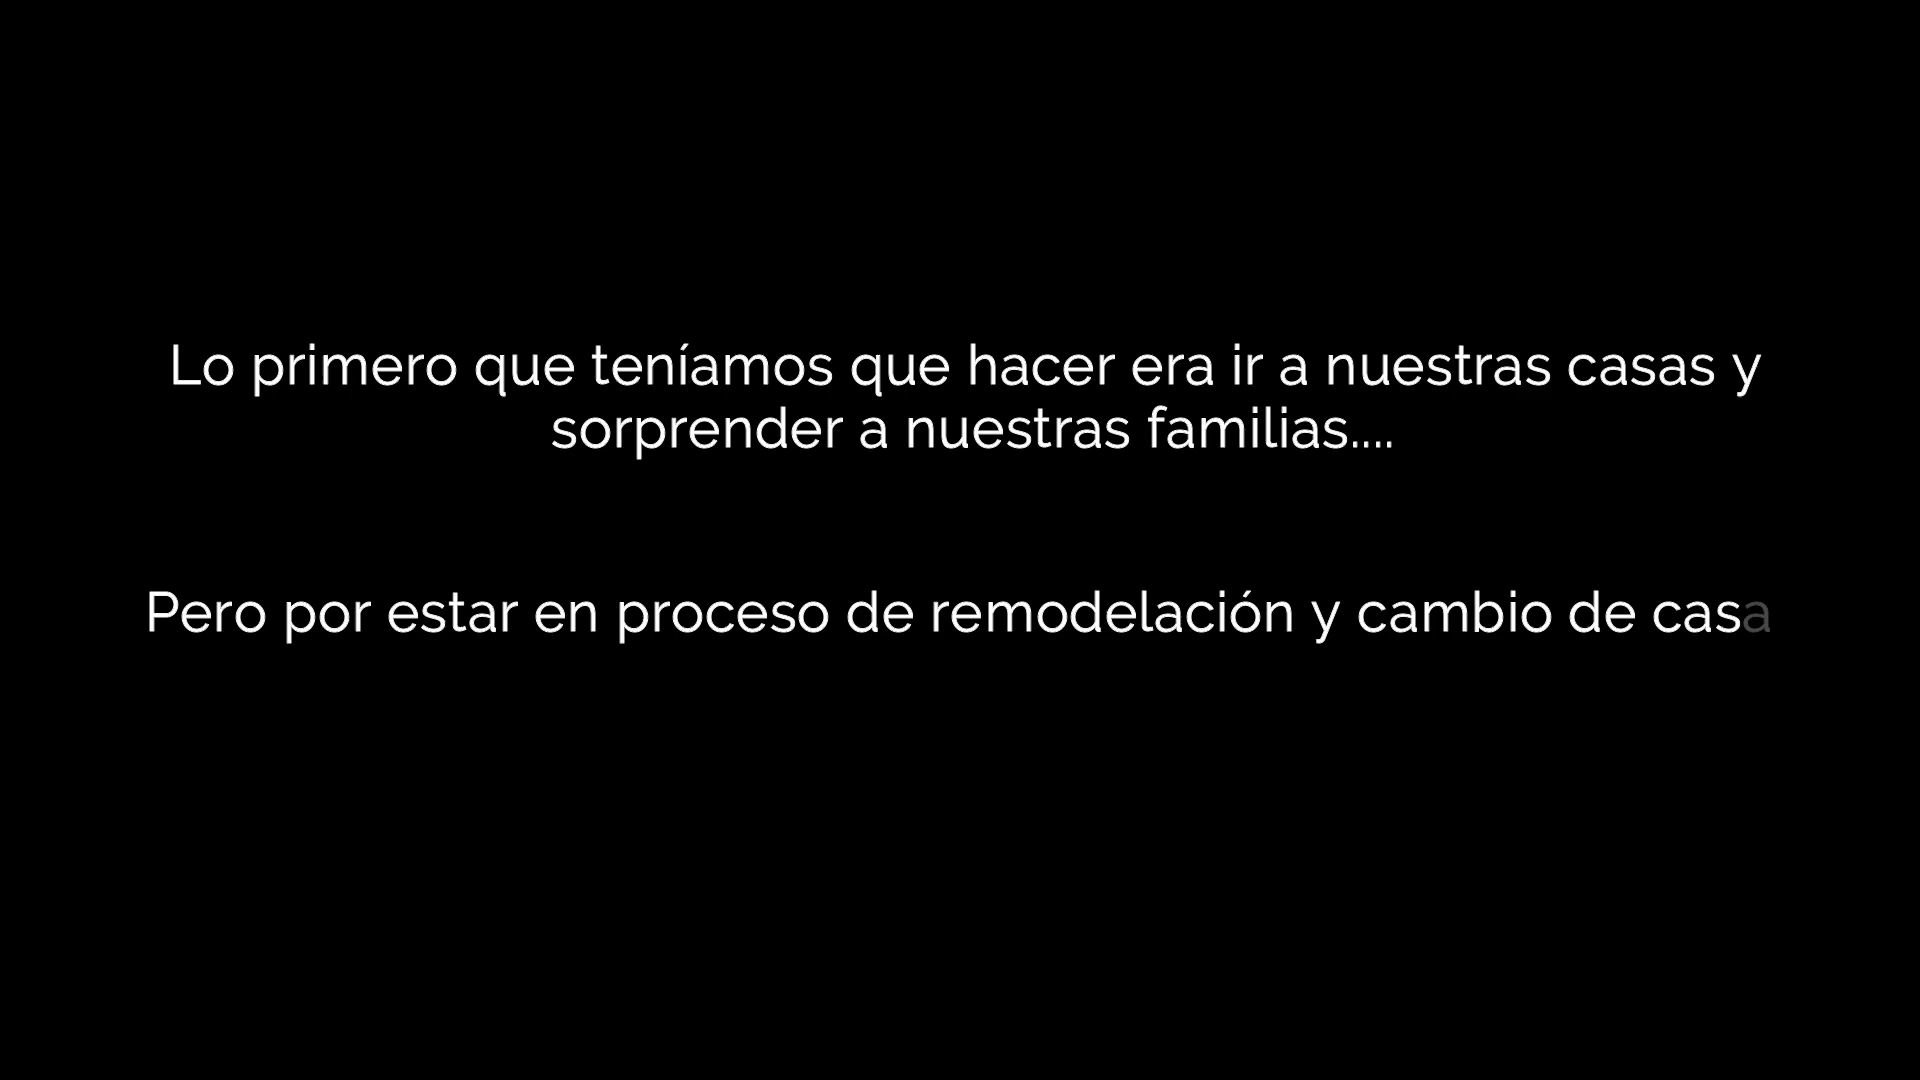 Lo primero que teníamos que hacer era ir a nuestras casas y
sorprender a nuestras familias....
Pero por estar en proceso de remodelación y cambio de casa